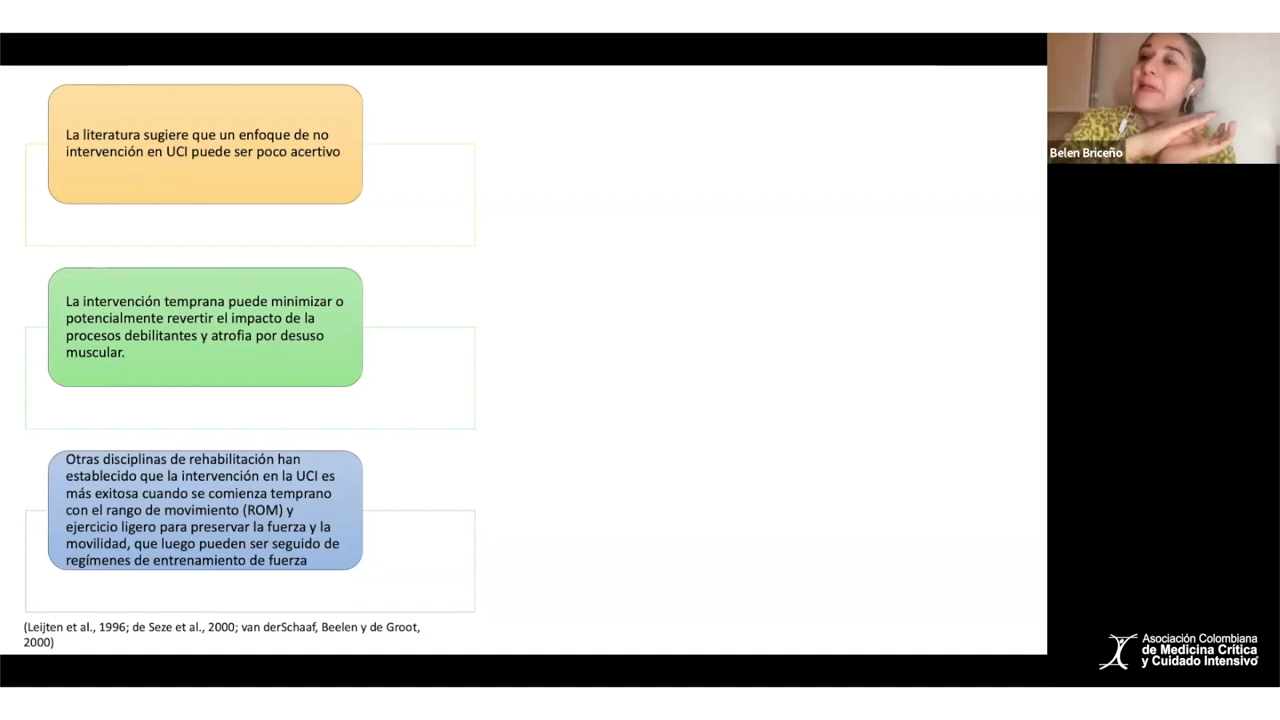 La literatura sugiere que un enfoque de no
intervención en UCI puede ser poco acertivo
La intervención temprana puede minimizar o
potencialmente revertir el impacto de la
procesos debilitantes y atrofia por desuso
muscular.
Otras disciplinas de rehabilitación han
establecido que la intervención en la UCI es
más exitosa cuando se comienza temprano
con el rango de movimiento (ROM) y
ejercicio ligero para preservar la fuerza y la
movilidad, que luego pueden ser seguido de
regímenes de entrenamiento de fuerza
(Leijten et al., 1996; de Seze et al., 2000; van derSchaaf, Beelen y de Groot,
2000)
Belen Briceño
Asociación Colombiana
de Medicina Crítica
y Cuidado Intensivo